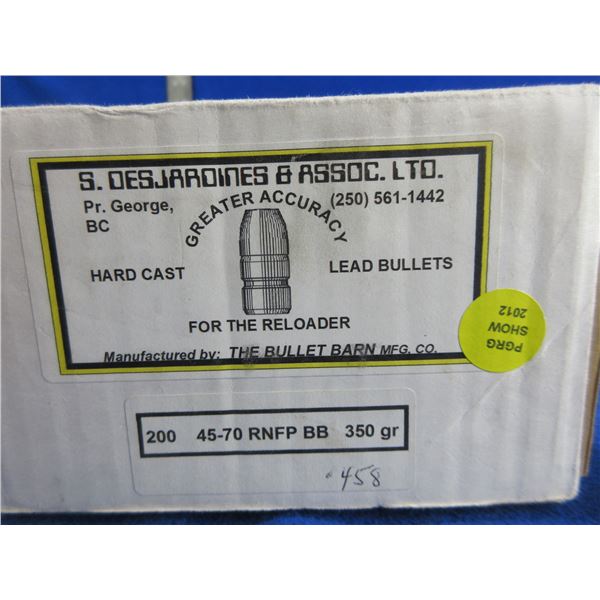 S. DESJARDINES & ASSOC. LTD.
Pr. George,
BC
GREATER ACCURACY
(250) 561-1442
HARD CAST
LEAD BULLETS
FOR THE RELOADER
Manufactured by: THE BULLET BARN MFG, CO.
PGRG
SHOW
2012
200 45-70 RNFP BB 350 gr
.458